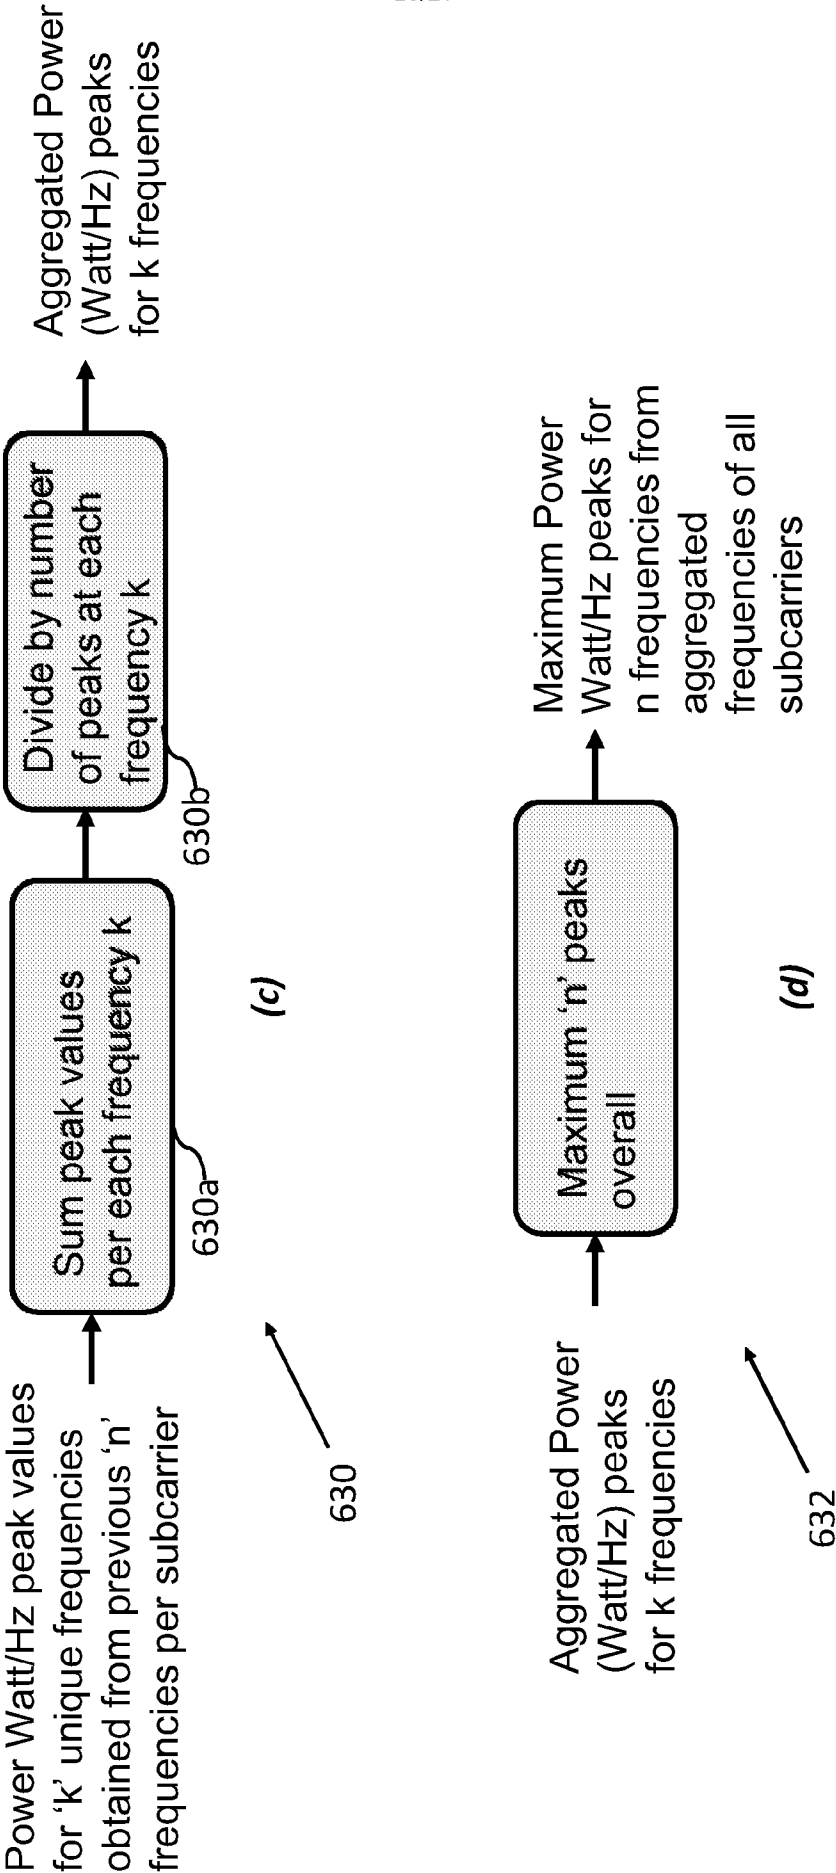 Power Watt/Hz peak values
for ‘k’ unique frequencies
obtained from previous ‘n’
frequencies per subcarrier
Sum peak values
per each frequency k
630a
Divide by number
of peaks at each
frequency k
630b
Aggregated Power
(Watt/Hz) peaks
for k frequencies
630
(c)
Aggregated Power
(Watt/Hz) peaks
for k frequencies
Maximum ‘n’ peaks
overall
Maximum Power
Watt/Hz peaks for
n frequencies from
aggregated
frequencies of all
subcarriers
632
(d)